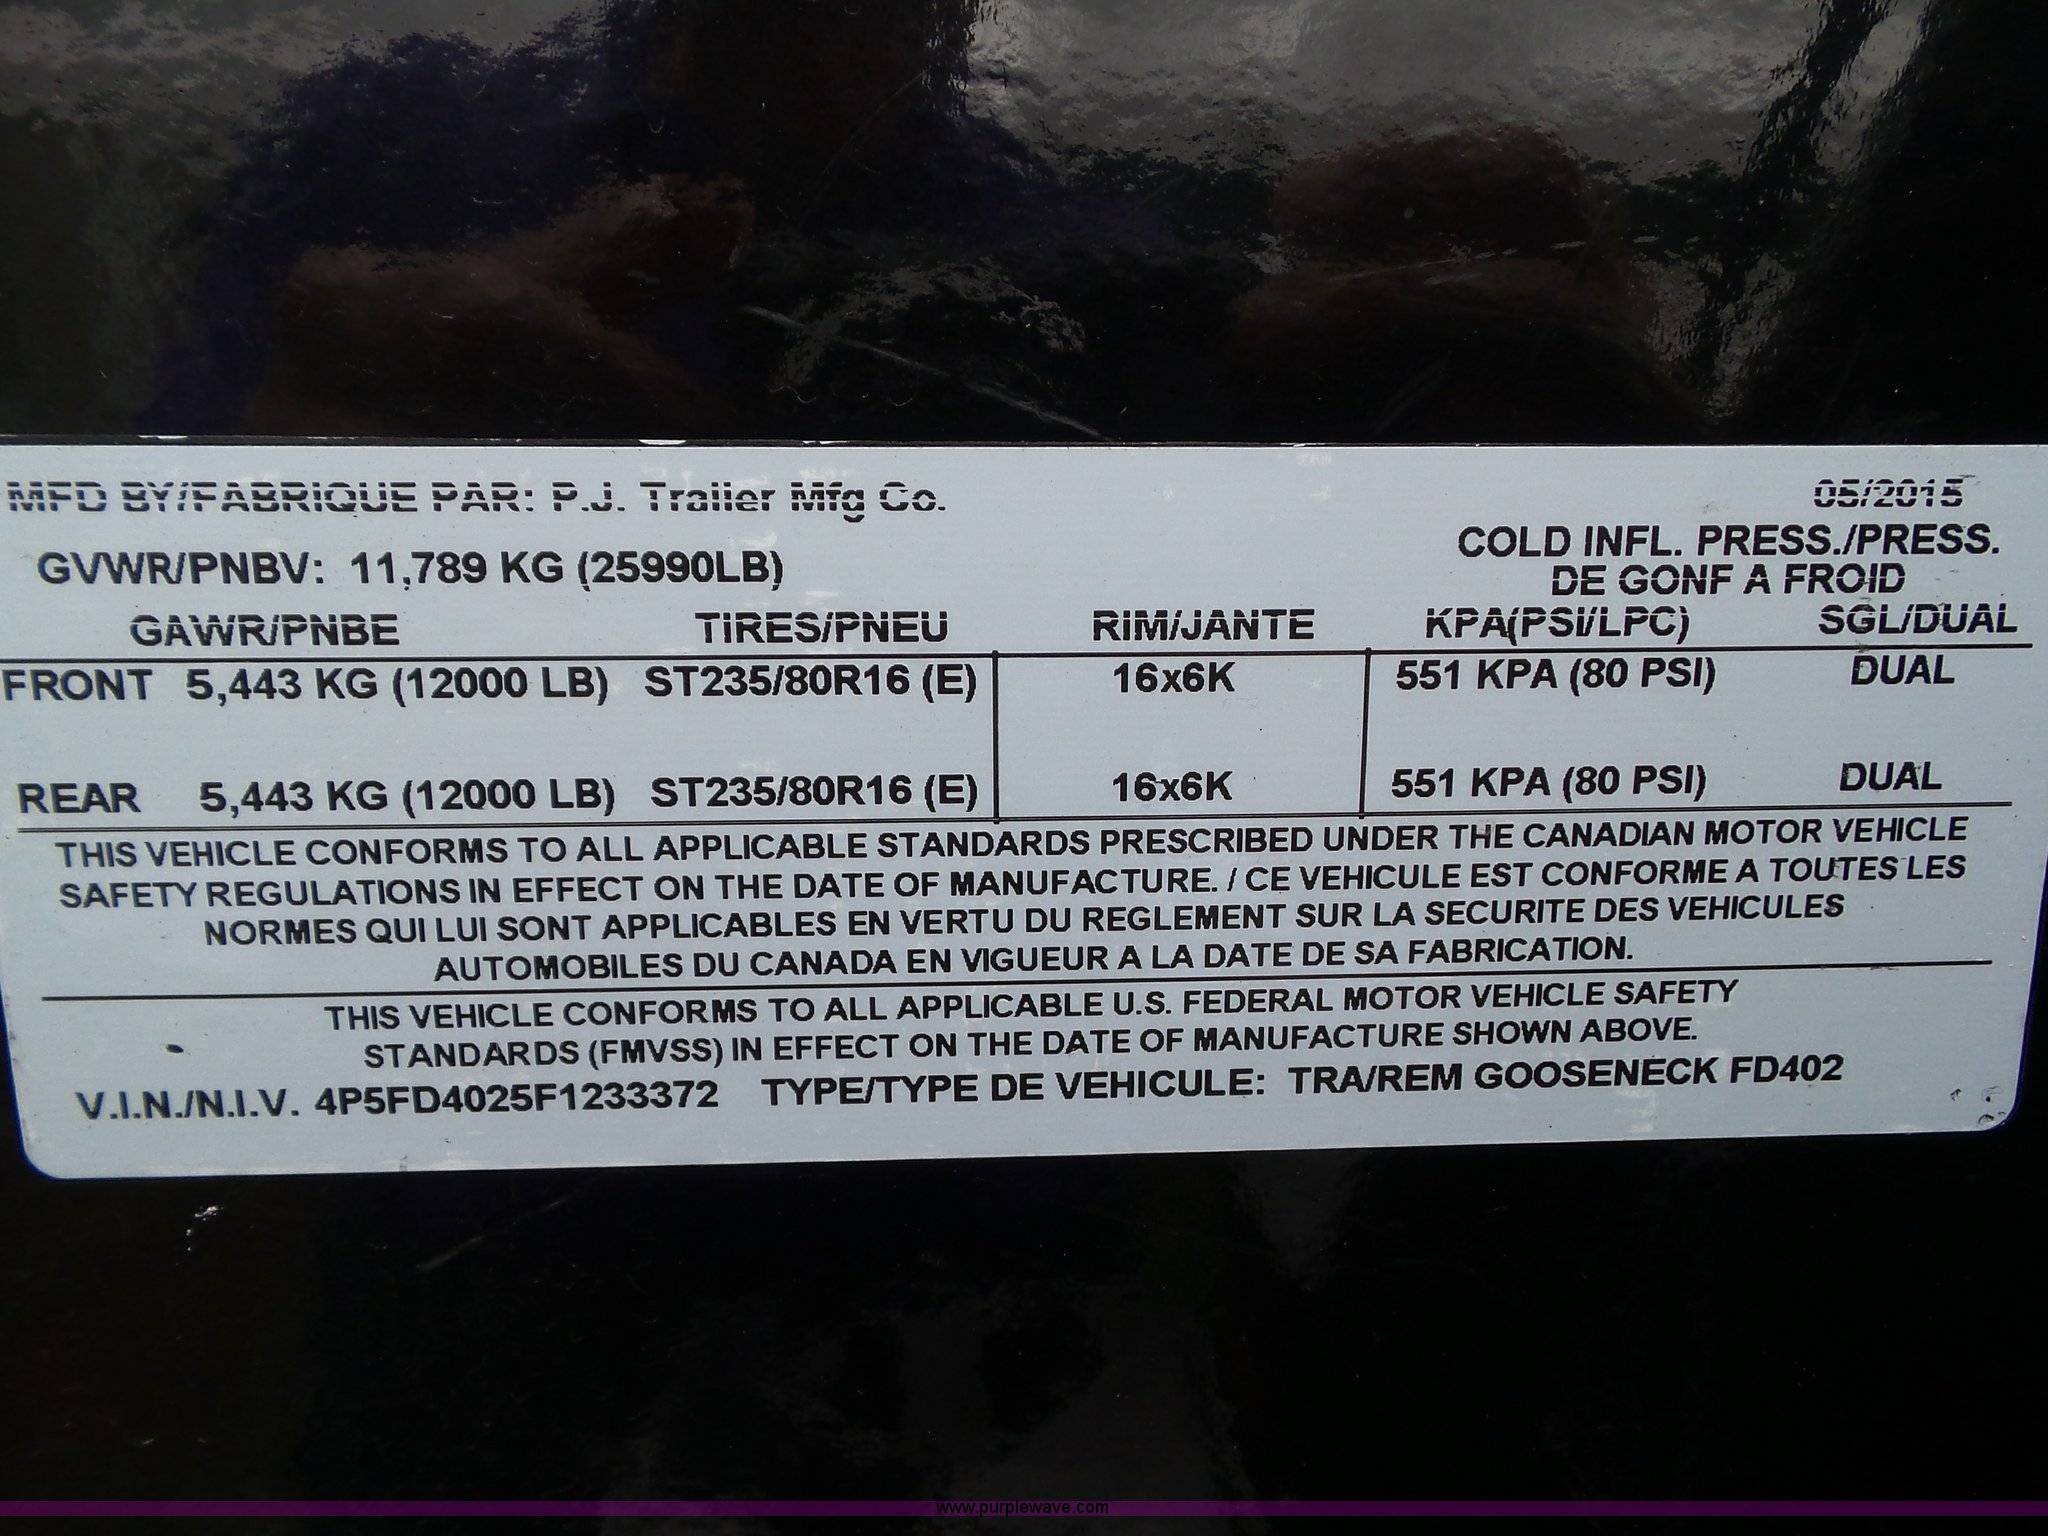 MFD BY/FABRIQUE PAR: P.J. Trailer Mfg Co. 05/2015
GVWR/PNBV: 11,789 KG (25990LB) COLD INFL. PRESS./PRESS.
DE GONF A FROID
GAWR/PNBE TIRES/PNEU RIM/JANTE KPA(PSI/LPC) SGL/DUAL
FRONT 5,443 KG (12000 LB) ST235/80R16 (E) 16x6K 551 KPA (80 PSI) DUAL
REAR 5,443 KG (12000 LB) ST235/80R16 (E) 16x6K 551 KPA (80 PSI) DUAL
THIS VEHICLE CONFORMS TO ALL APPLICABLE STANDARDS PRESCRIBED UNDER THE CANADIAN MOTOR VEHICLE
SAFETY REGULATIONS IN EFFECT ON THE DATE OF MANUFACTURE. / CE VEHICULE EST CONFORME A TOUTES LES
NORMES QUI LUI SONT APPLICABLES EN VERTU DU REGLEMENT SUR LA SECURITE DES VEHICULES
AUTOMOBILES DU CANADA EN VIGUEUR A LA DATE DE SA FABRICATION.
THIS VEHICLE CONFORMS TO ALL APPLICABLE U.S. FEDERAL MOTOR VEHICLE SAFETY
STANDARDS (FMVSS) IN EFFECT ON THE DATE OF MANUFACTURE SHOWN ABOVE.
V.I.N./N.I.V. 4P5FD4025F1233372 TYPE/TYPE DE VEHICULE: TRA/REM GOOSENECK FD402
www.purplewave.com